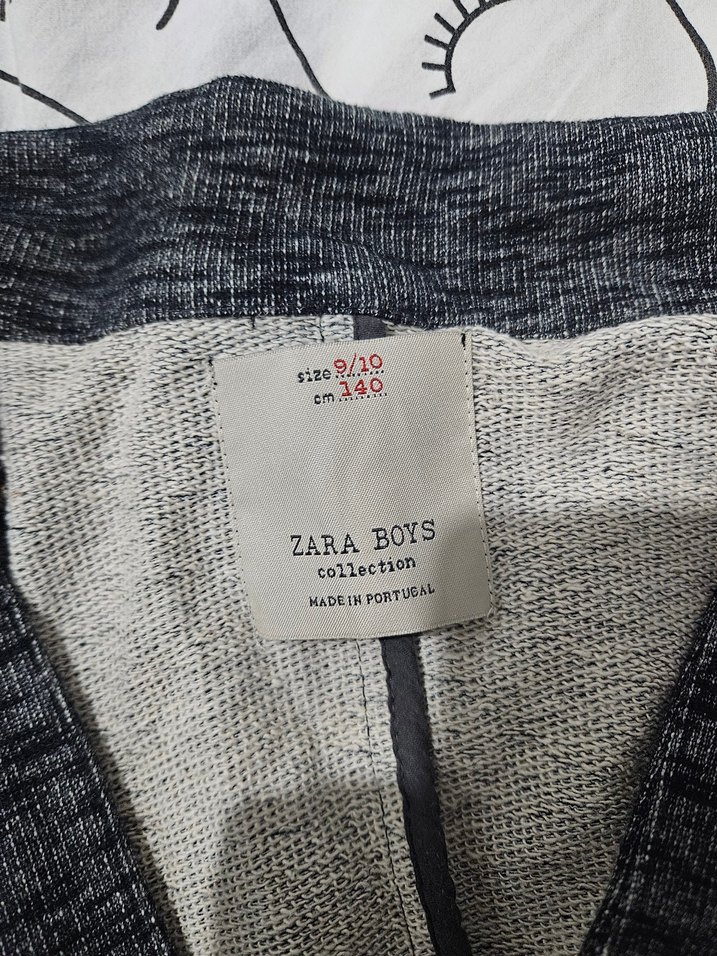 size 9/10
cm 140
ZARA BOYS
collection
MADE IN PORTUGAL